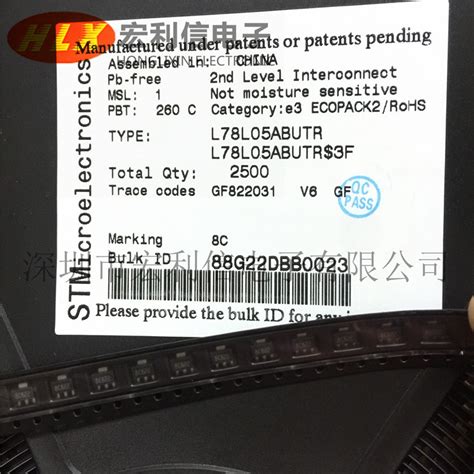 HLX 宏利信电子
HONGLIXIN ELECTRONIC
Manufactured under patents or patents pending
Assembled in: CHINA
Pb-free 2nd Level Interconnect
MSL: 1 Not moisture sensitive
PBT: 260 C Category:e3 ECOPACK2/RoHS
TYPE: L78L05ABUTR
L78L05ABUTR$3F
Total Qty: 2500
Trace codes GF822031 V6 GF
QC
PASS
Marking 8C
Bulk ID 88G22DBB0023
深圳市宏利信电子有限公司
Please provide the bulk ID for any
STMicroelectronics